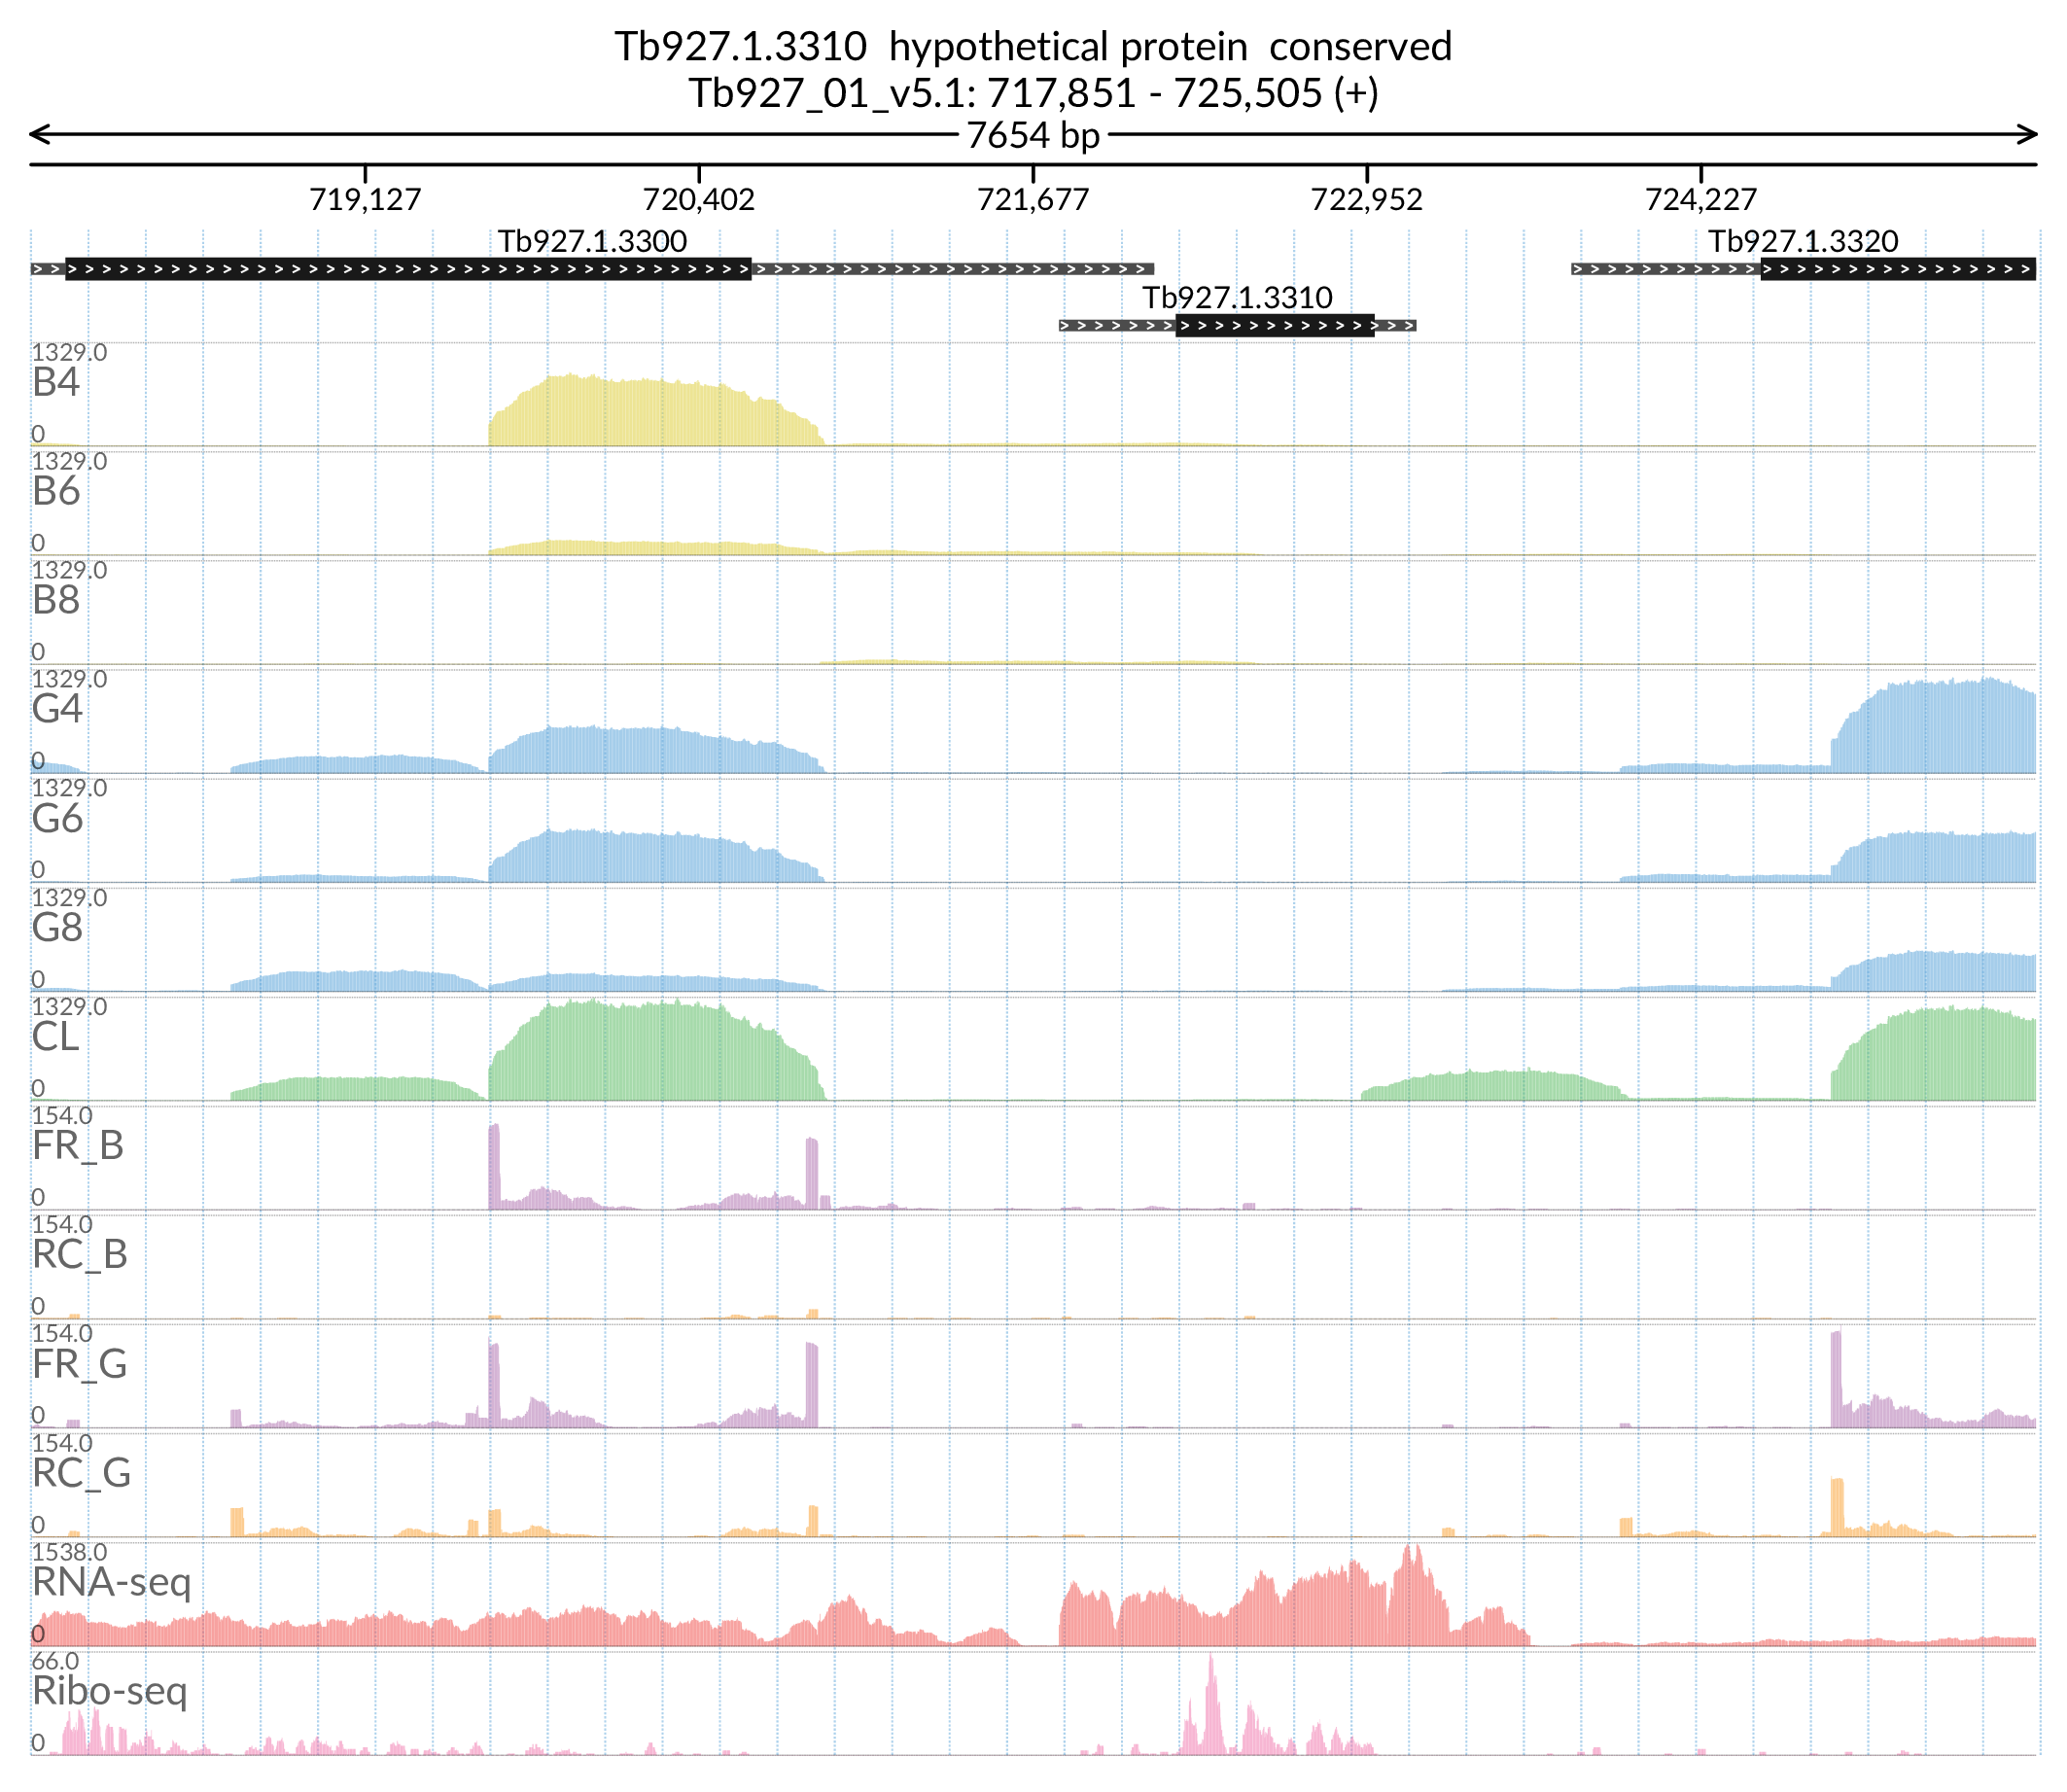 Tb927.1.3310 hypothetical protein conserved
Tb927_01_v5.1: 717,851 - 725,505 (+)
7654 bp
719,127 720,402 721,677 722,952 724,227
Tb927.1.3300 Tb927.1.3320
Tb927.1.3310
1329.0
B4
0
1329.0
B6
0
1329.0
B8
0
1329.0
G4
0
1329.0
G6
0
1329.0
G8
0
1329.0
CL
0
154.0
FR_B
0
154.0
RC_B
0
154.0
FR_G
0
154.0
RC_G
0
1538.0
RNA-seq
0
66.0
Ribo-seq
0